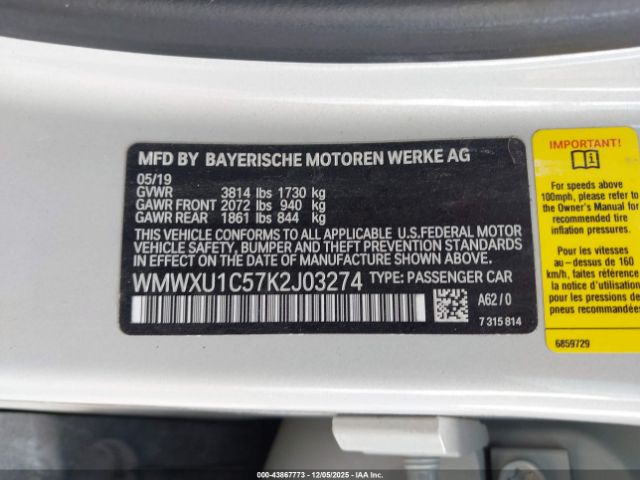 MFD BY BAYERISCHE MOTOREN WERKE AG
05/19
GVWR 3814 lbs 1730 kg
GAWR FRONT 2072 lbs 940 kg
GAWR REAR 1861 lbs 844 kg
THIS VEHICLE CONFORMS TO ALL APPLICABLE U.S.FEDERAL MOTOR
VEHICLE SAFETY, BUMPER AND THEFT PREVENTION STANDARDS
IN EFFECT ON THE DATE OF MANUFACTURE SHOWN ABOVE.
WMWXU1C57K2J03274 TYPE: PASSENGER CAR
A62/0
7 315 814
IMPORTANT!
For speeds above
100mph, please refer to
the Owner's Manual for
recommended tire
inflation pressures.
Pour les vitesses
au-dessus de 160
km/h, faites référence
pour les pressions de
pneus recommandées
6859729
000-43867773 - 12/05/2025 - IAAI, Inc.